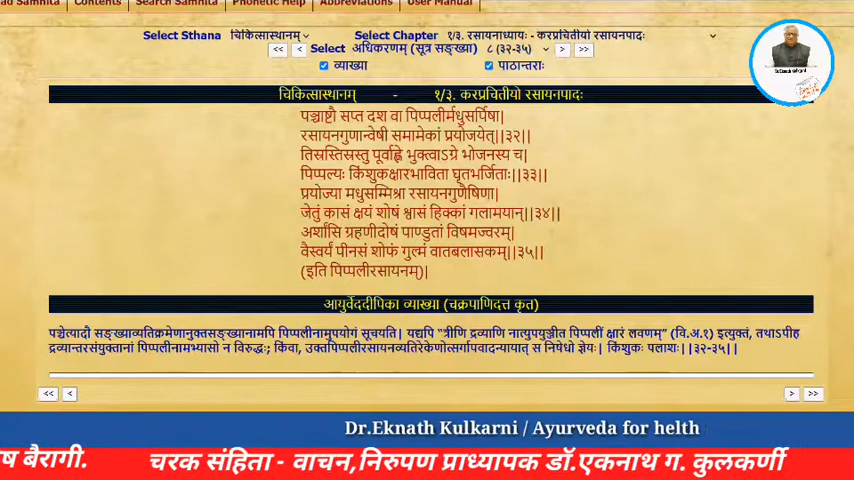 Contents
Search Samhita
Phonetic Help
Abbreviations
User Manual
Select Sthana चिकित्सास्थानम् Select Chapter १/३. रसायनाध्यायः - करप्रचितीयो रसायनपादः
<< < Select अधिकरणम् (सूत्र सङ्ख्या) ८ (३२-३५) > >>
व्याख्या पाठान्तराः
चिकित्सास्थानम् - १/३. करप्रचितीयो रसायनपादः
पञ्चाष्टौ सप्त दश वा पिप्पलीर्मधुसर्पिषा|
रसायनगुणान्वेषी समामेकां प्रयोजयेत्||३२||
तिस्रस्तिस्रस्तु पूर्वाह्णे भुक्त्वाऽग्रे भोजनस्य च|
पिप्पल्यः किंशुकक्षारभाविता घृतभर्जिताः||३३||
प्रयोज्या मधुसम्मिश्रा रसायनगुणैषिणा|
जेतुं कासं क्षयं शोषं श्वासं हिक्कां गलामयान्||३४||
अर्शांसि ग्रहणीदोषं पाण्डुतां विषमज्वरम्|
वैस्वर्यं पीनसं शोफं गुल्मं वातबलासकम्||३५||
(इति पिप्पलीरसायनम्)|
आयुर्वेददीपिका व्याख्या (चक्रपाणिदत्त कृत)
पञ्चेत्यादौ सङ्ख्याव्यतिक्रमेणानुक्तसङ्ख्यानामपि पिप्पलीनामुपयोगं सूचयति| यद्यपि “त्रीणि द्रव्याणि नात्युपयुञ्जीत पिप्पलीं क्षारं लवणम्” (वि.अ.१) इत्युक्तं, तथाऽपीह
द्रव्यान्तरसंयुक्तानां पिप्पलीनामभ्यासो न विरुद्धः; किंवा, उक्तपिप्पलीरसायनव्यतिरेकेणोत्सर्गापवादन्यायात् स निषेधो ज्ञेयः| किंशुकः पलाशः||३२-३५||
<< < > >>
Dr.Eknath Kulkarni / Ayurveda for helth
बैरागी. चरक संहिता - वाचन,निरुपण प्राध्यापक डॉ.एकनाथ ग. कुलकर्णी